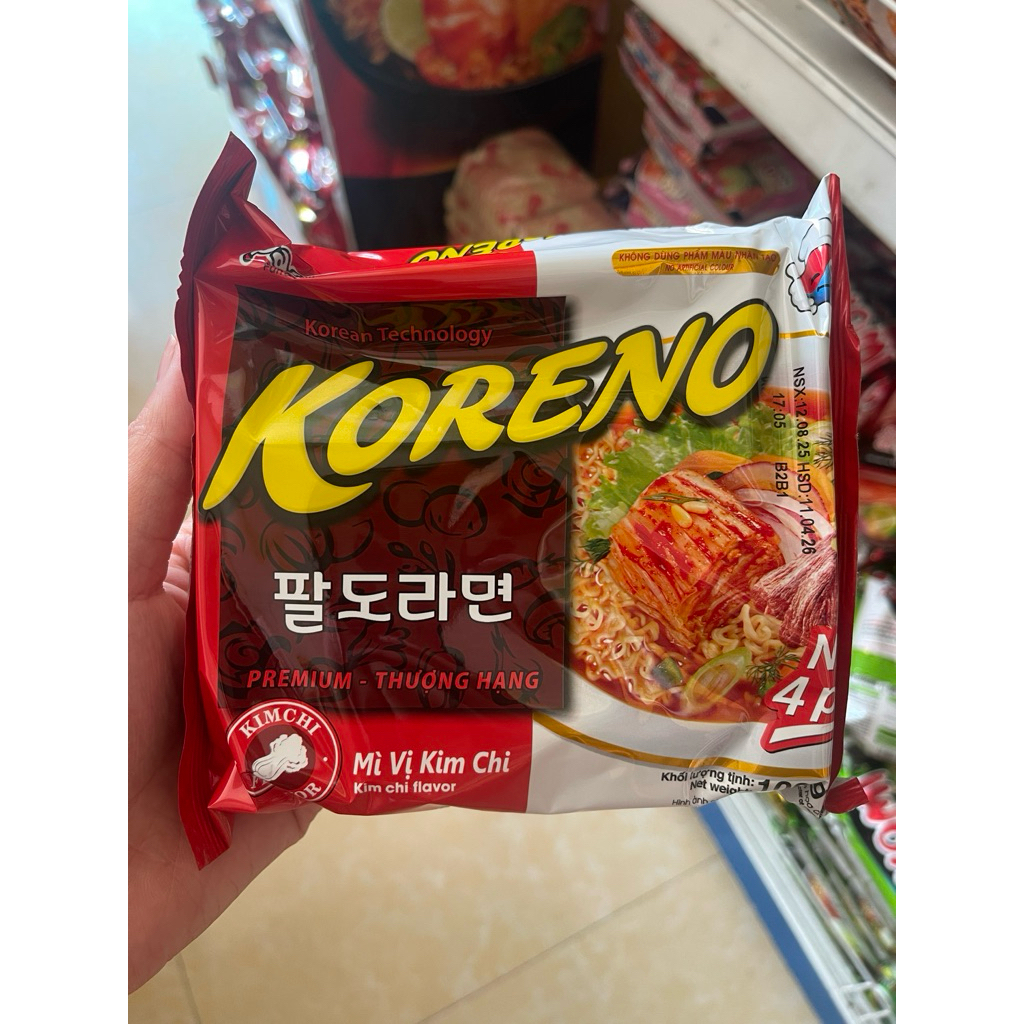 KHÔNG DÙNG PHẨM MÀU NHÂN TẠO
NO ARTIFICIAL COLOUR
Korean Technology
KORENO
NSX:12.08.25 HSD:11.04.26
17:05 B2B1
팔도라면
PREMIUM - THƯỢNG HẠNG
KIMCHI
Mì Vị Kim Chi
Kim chi flavor
4
Khối lượng tịnh:
Net weight